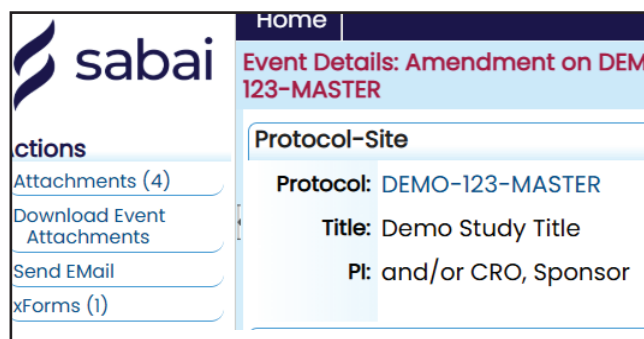 Home
sabai
Event Details: Amendment on DEM
123-MASTER
Protocol-Site
ctions
Attachments (4)
Protocol: DEMO-123-MASTER
Download Event
Attachments
Title: Demo Study Title
Send EMail
PI: and/or CRO, Sponsor
xForms (1)